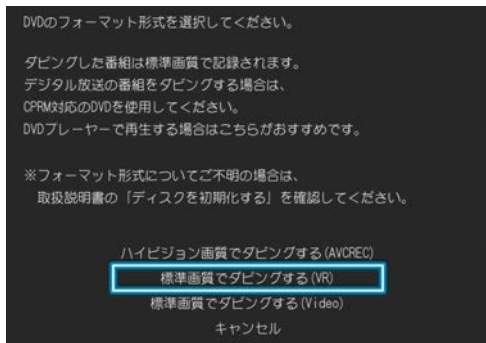 DVDのフォーマット形式を選択してください。
ダビングした番組は標準画質で記録されます。
デジタル放送の番組をダビングする場合は、
CPRM対応のDVDを使用してください。
DVDプレーヤーで再生する場合はこちらがおすすめです。
※フォーマット形式についてご不明の場合は、
取扱説明書の「ディスクを初期化する」を確認してください。
ハイビジョン画質でダビングする(AVCREC)
標準画質でダビングする(VR)
標準画質でダビングする(Video)
キャンセル